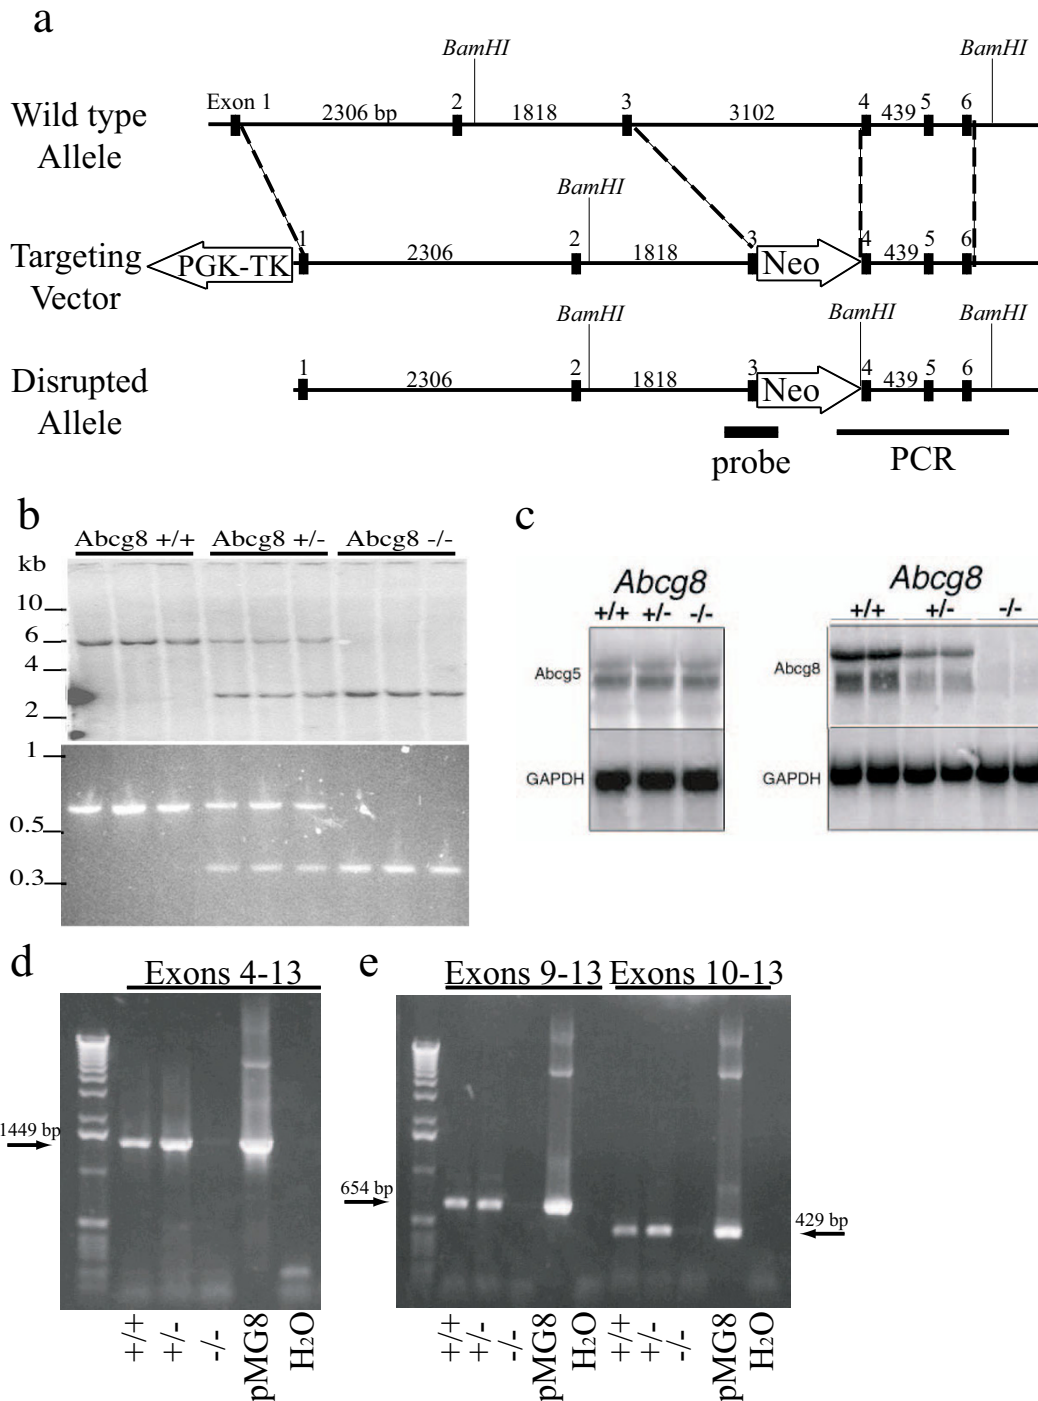 a
BamHI
BamHI
Wild type
Allele
Exon 1
2306 bp
2
1818
3
3102
4
439
5
6
BamHI
Targeting
Vector
PGK-TK
1
2306
2
1818
3
Neo
4
439
5
6
BamHI
BamHI
BamHI
Disrupted
Allele
1
2306
2
1818
3
Neo
4
439
5
6
probe
PCR
b
Abcg8 +/+
Abcg8 +/-
Abcg8 -/-
kb
10
6
4
2
1
0.5
0.3
c
Abcg8
+/+ +/- -/-
Abcg5
GAPDH
Abcg8
+/+ +/- -/-
Abcg8
GAPDH
d
Exons 4-13
1449 bp
+/+
+/-
-/-
pMG8
H2O
e
Exons 9-13
Exons 10-13
654 bp
429 bp
+/+
+/-
-/-
pMG8
H2O
+/+
+/-
-/-
pMG8
H2O